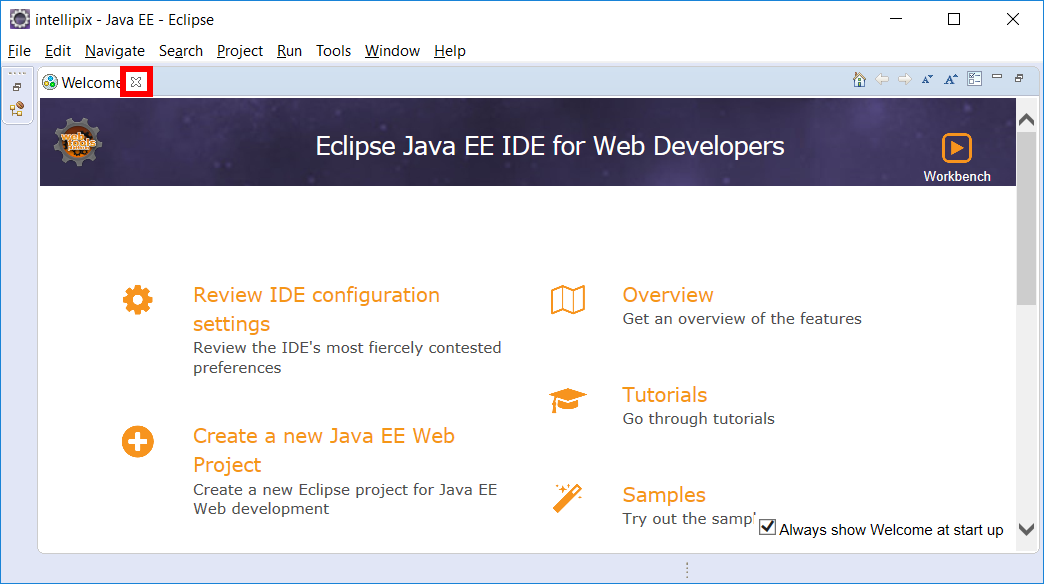 intellipix - Java EE - Eclipse
File Edit Navigate Search Project Run Tools Window Help
Welcome
Eclipse Java EE IDE for Web Developers
Workbench
Review IDE configuration
settings
Review the IDE's most fiercely contested
preferences
Overview
Get an overview of the features
Tutorials
Go through tutorials
Create a new Java EE Web
Project
Create a new Eclipse project for Java EE
Web development
Samples
Try out the
Always show Welcome at start up